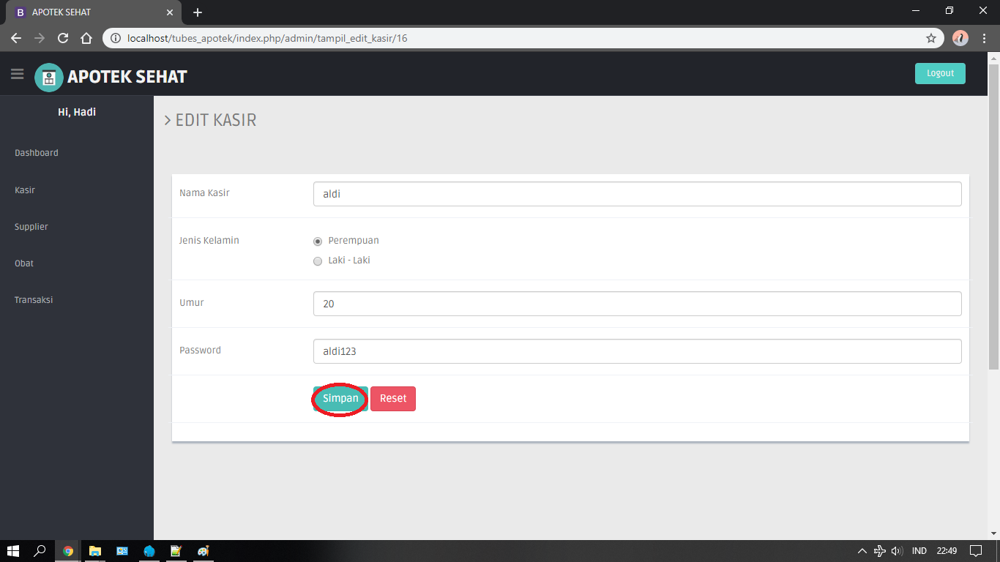 B APOTEK SEHAT
localhost/tubes_apotek/index.php/admin/tampil_edit_kasir/16
APOTEK SEHAT
Logout
Hi, Hadi
EDIT KASIR
Dashboard
Kasir
Supplier
Obat
Transaksi
Nama Kasir
aldi
Jenis Kelamin
Perempuan
Laki - Laki
Umur
20
Password
aldi123
Simpan Reset
IND 22:49